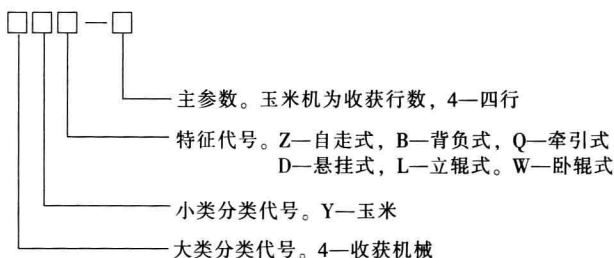 □□□—□
主参数。玉米机为收获行数，4—四行
特征代号。Z—自走式，B—背负式，Q—牵引式
D—悬挂式，L—立辊式。W—卧辊式
小类分类代号。Y—玉米
大类分类代号。4—收获机械